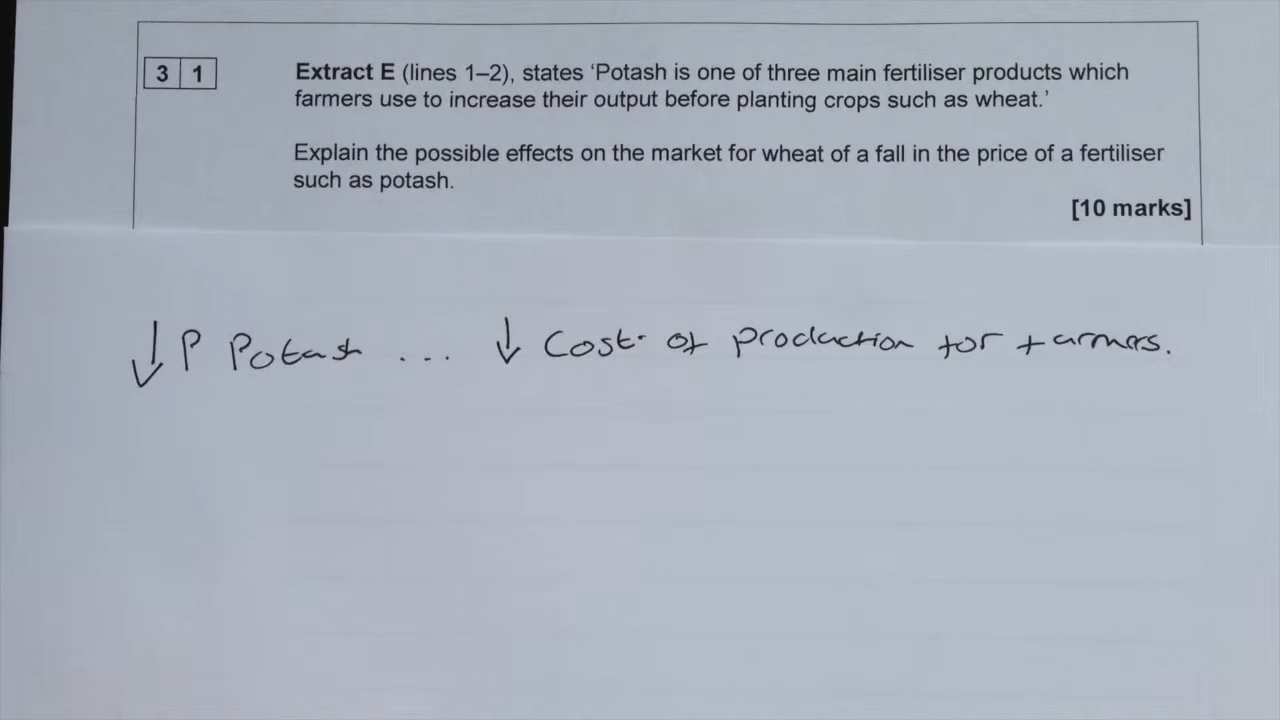 3 1
Extract E (lines 1–2), states ‘Potash is one of three main fertiliser products which
farmers use to increase their output before planting crops such as wheat.’
Explain the possible effects on the market for wheat of a fall in the price of a fertiliser
such as potash.
[10 marks]
↓ P Potash ... ↓ Cost of production for farmers.